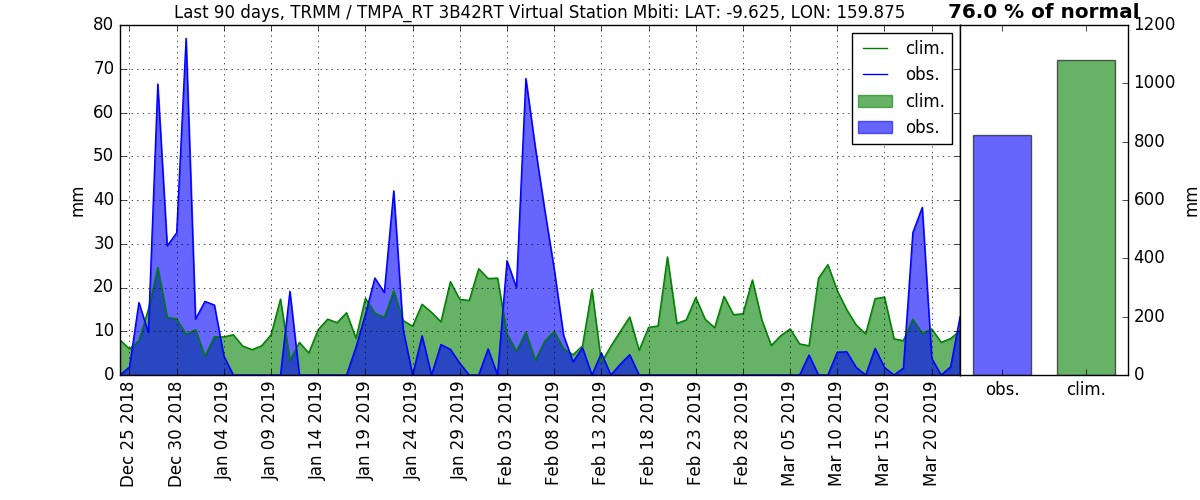 Last 90 days, TRMM / TMPA_RT 3B42RT Virtual Station Mbiti: LAT: -9.625, LON: 159.875
76.0 % of normal
80
70
60
50
40
30
20
10
0
mm
clim.
obs.
clim.
obs.
1200
1000
800
600
400
200
0
mm
obs.
clim.
Dec 25 2018
Dec 30 2018
Jan 04 2019
Jan 09 2019
Jan 14 2019
Jan 19 2019
Jan 24 2019
Jan 29 2019
Feb 03 2019
Feb 08 2019
Feb 13 2019
Feb 18 2019
Feb 23 2019
Feb 28 2019
Mar 05 2019
Mar 10 2019
Mar 15 2019
Mar 20 2019